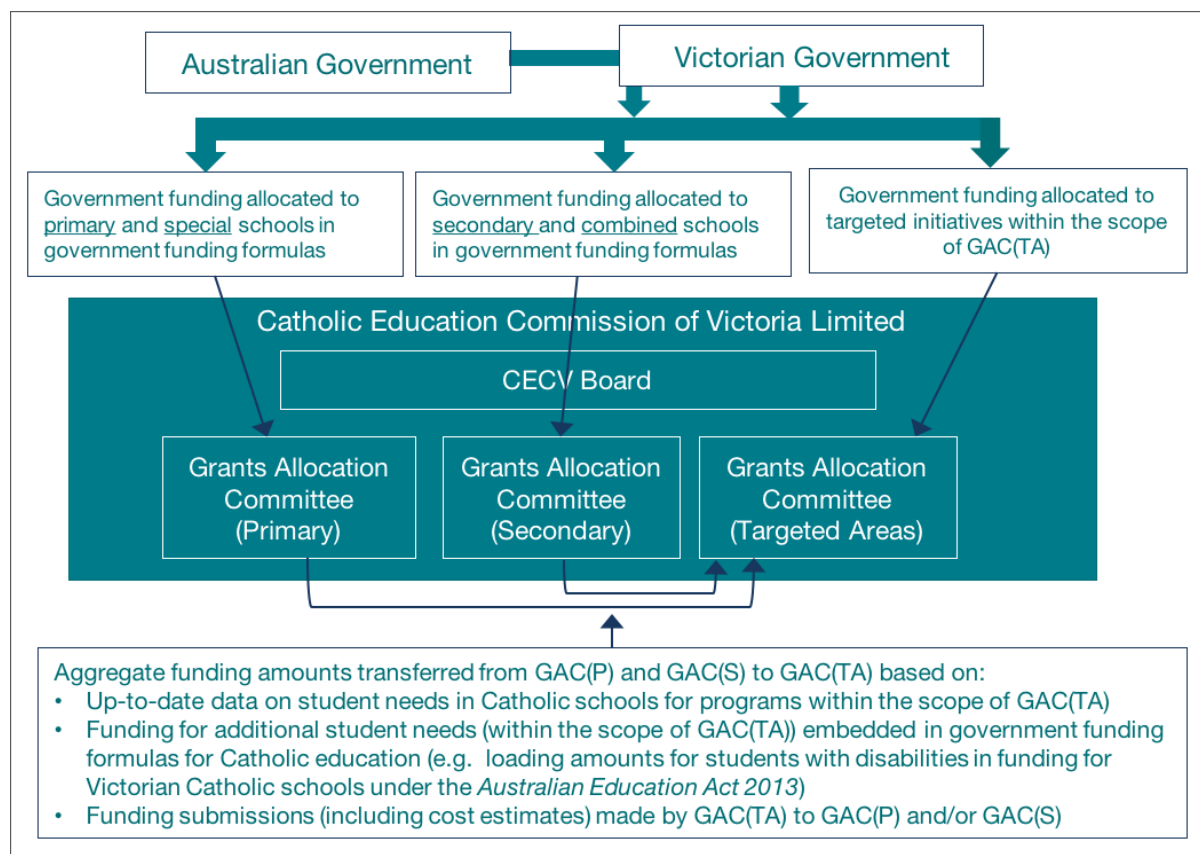 Australian Government
Victorian Government
Government funding allocated to
primary and special schools in
government funding formulas
Government funding allocated to
secondary and combined schools
in government funding formulas
Government funding allocated to
targeted initiatives within the scope
of GAC(TA)
Catholic Education Commission of Victoria Limited
CECV Board
Grants Allocation
Committee
(Primary)
Grants Allocation
Committee
(Secondary)
Grants Allocation
Committee
(Targeted Areas)
Aggregate funding amounts transferred from GAC(P) and GAC(S) to GAC(TA) based on:
• Up-to-date data on student needs in Catholic schools for programs within the scope of GAC(TA)
• Funding for additional student needs (within the scope of GAC(TA)) embedded in government funding
formulas for Catholic education (e.g. loading amounts for students with disabilities in funding for
Victorian Catholic schools under the Australian Education Act 2013)
• Funding submissions (including cost estimates) made by GAC(TA) to GAC(P) and/or GAC(S)